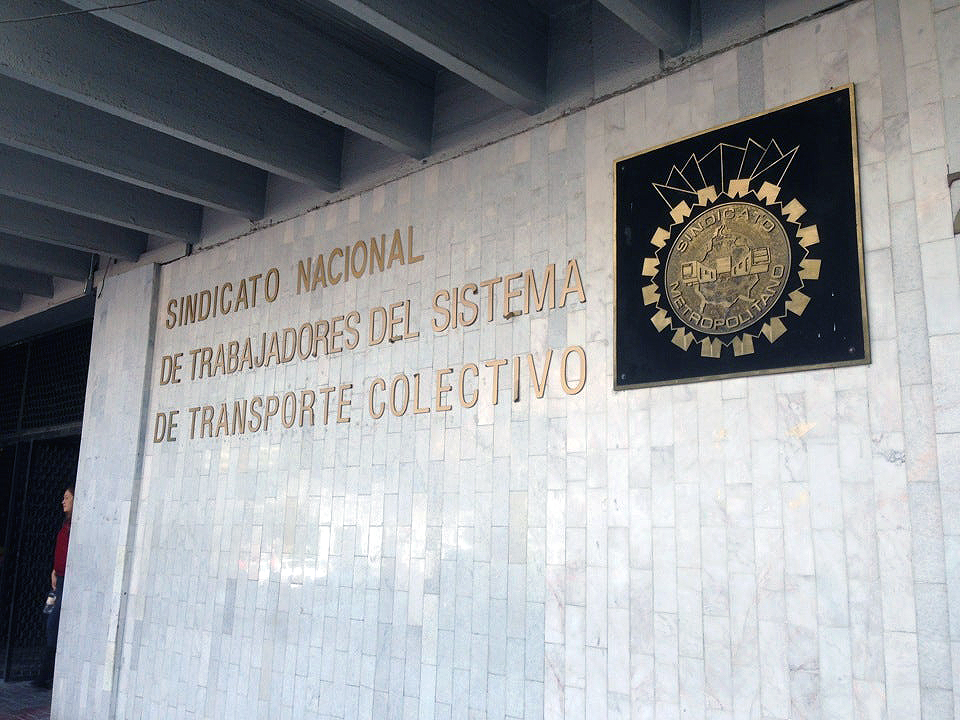 SINDICATO NACIONAL
DE TRABAJADORES DEL SISTEMA
DE TRANSPORTE COLECTIVO
SINDICATO
METROPOLITANO